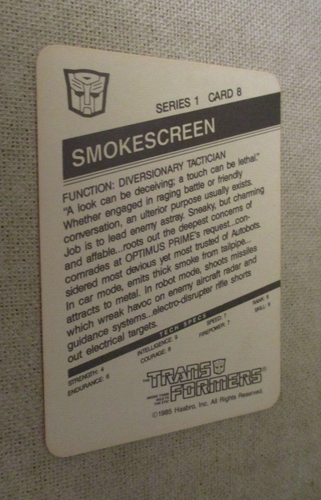 SERIES 1 CARD 8
SMOKESCREEN
FUNCTION: DIVERSIONARY TACTICIAN
"A look can be deceiving; a touch can be lethal."
Whether engaged in raging battle or friendly
conversation, an ulterior purpose usually exists.
Job is to lead enemy astray. Sneaky, but charming
and affable...roots out the deepest concerns of
comrades at OPTIMUS PRIME's request...con-
sidered most devious yet most trusted of Autobots.
In car mode, emits thick smoke from tailpipe...
attracts to metal. In robot mode, shoots missiles
which wreak havoc on enemy aircraft radar and
guidance systems...electro-disrupter rifle shorts
out electrical targets.
TECH SPECS
STRENGTH: 4 INTELLIGENCE: 5 SPEED: 7 RANK: 6
ENDURANCE: 6 COURAGE: 8 FIREPOWER: 7 SKILL: 9
TRANSFORMERS®
©1985 Hasbro, Inc. All Rights Reserved.